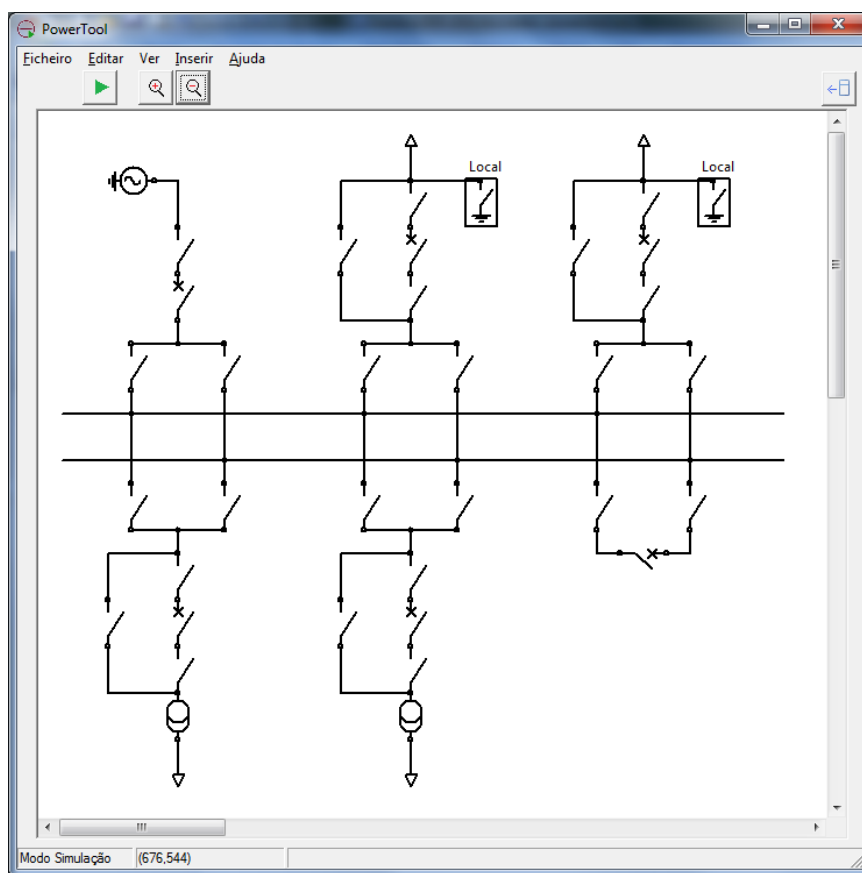 PowerTool
Ficheiro Editar Ver Inserir Ajuda
Local Local
Modo Simulação (676,544)